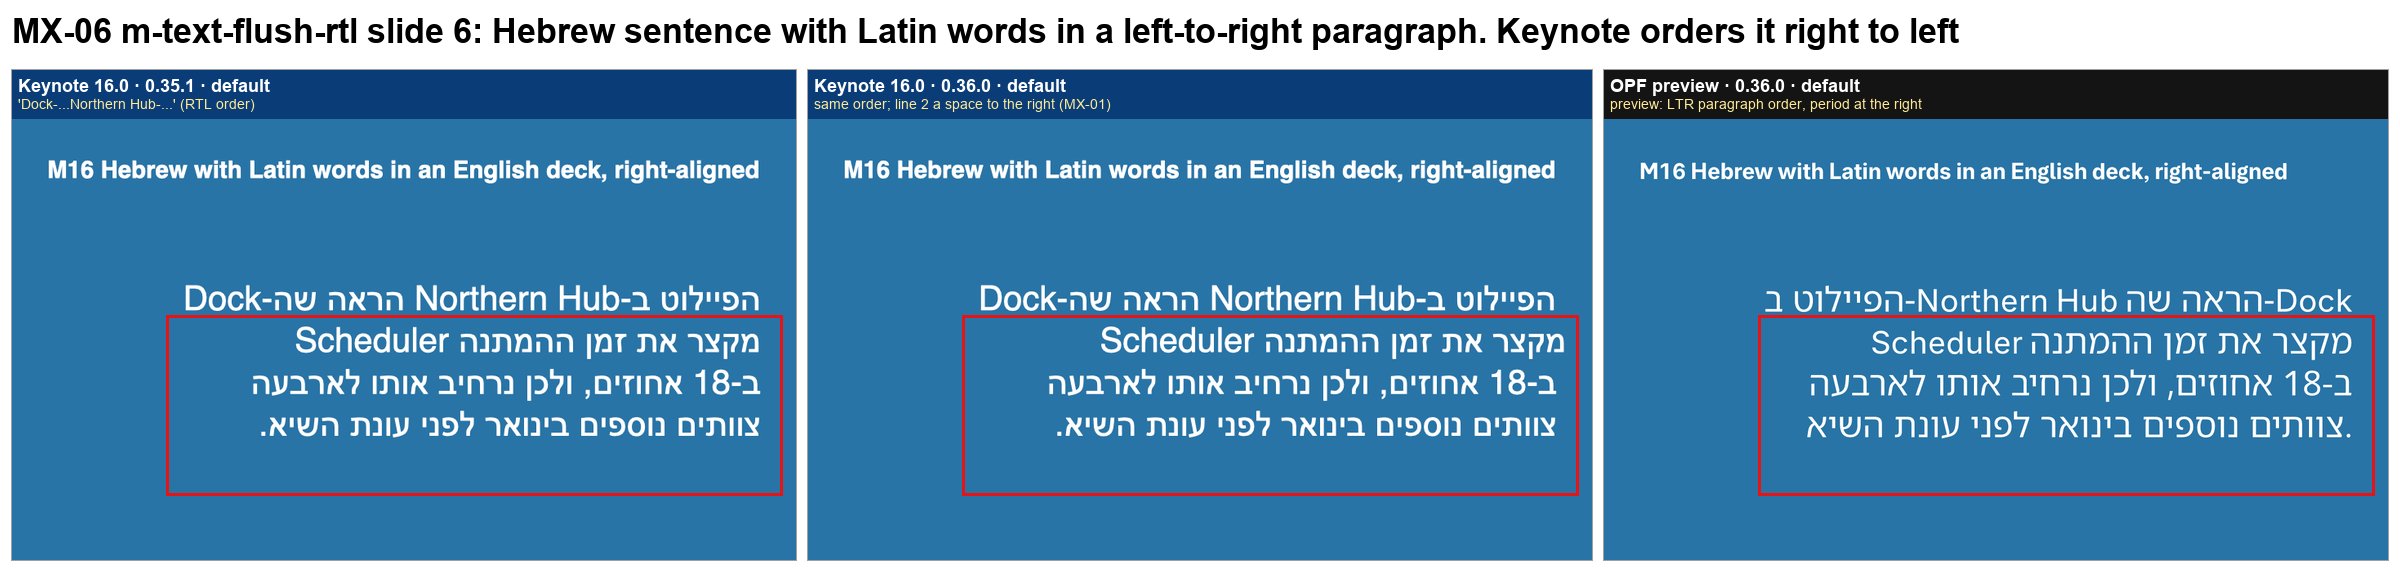 MX-06 m-text-flush-rtl slide 6: Hebrew sentence with Latin words in a left-to-right paragraph. Keynote orders it right to left
Keynote 16.0 · 0.35.1 · default
'Dock-...Northern Hub-...' (RTL order)
M16 Hebrew with Latin words in an English deck, right-aligned
הפיילוט ב-Northern Hub הראה שה-Dock
מקצר את זמן ההמתנה Scheduler
ב-18 אחוזים, ולכן נרחיב אותו לארבעה
צוותים נוספים בינואר לפני עונת השיא.
Keynote 16.0 · 0.36.0 · default
same order; line 2 a space to the right (MX-01)
M16 Hebrew with Latin words in an English deck, right-aligned
הפיילוט ב-Northern Hub הראה שה-Dock
מקצר את זמן ההמתנה Scheduler
ב-18 אחוזים, ולכן נרחיב אותו לארבעה
צוותים נוספים בינואר לפני עונת השיא.
OPF preview · 0.36.0 · default
preview: LTR paragraph order, period at the right
M16 Hebrew with Latin words in an English deck, right-aligned
הפיילוט ב-Northern Hub הראה שה-Dock
מקצר את זמן ההמתנה Scheduler
ב-18 אחוזים, ולכן נרחיב אותו לארבעה
צוותים נוספים בינואר לפני עונת השיא.